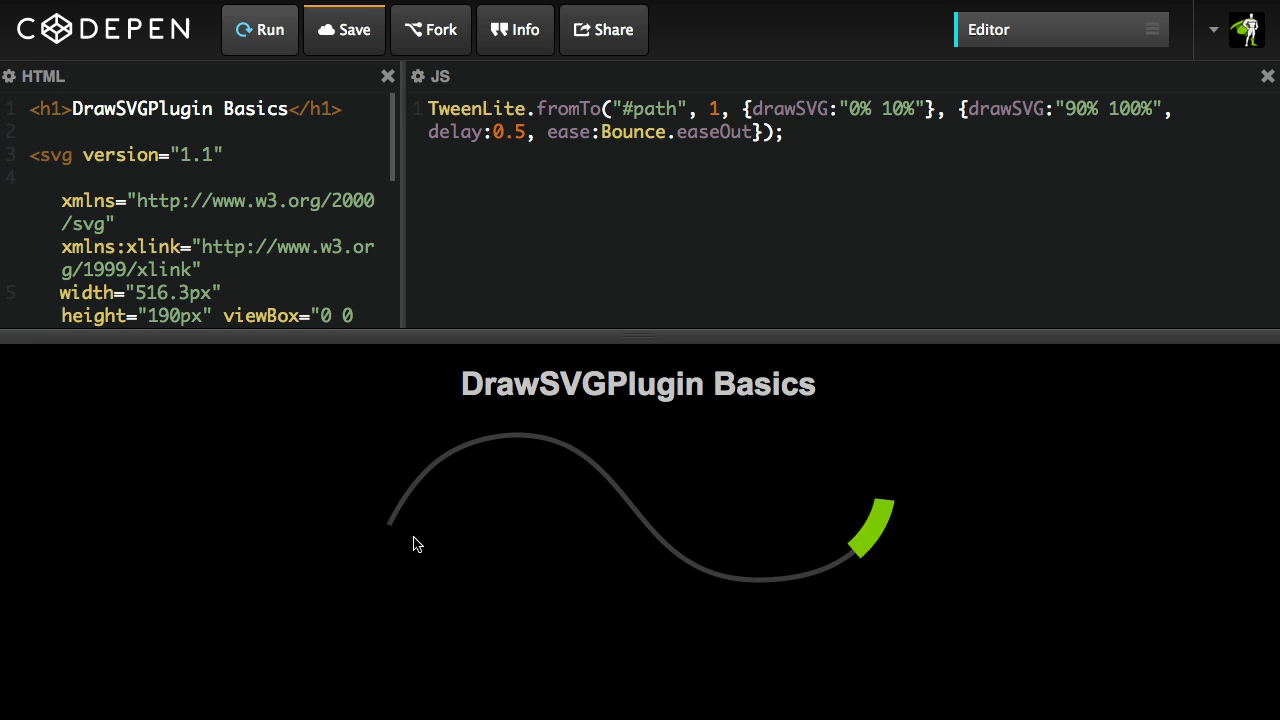 CODEPEN
Run
Save
Fork
Info
Share
Editor
HTML
1 <h1>DrawSVGPlugin Basics</h1>
2
3 <svg version="1.1"
4
xmlns="http://www.w3.org/2000
/svg"
xmlns:xlink="http://www.w3.or
g/1999/xlink"
5 width="516.3px"
height="190px" viewBox="0 0
JS
1 TweenLite.fromTo("#path", 1, {drawSVG:"0% 10%"}, {drawSVG:"90% 100%",
delay:0.5, ease:Bounce.easeOut});
DrawSVGPlugin Basics